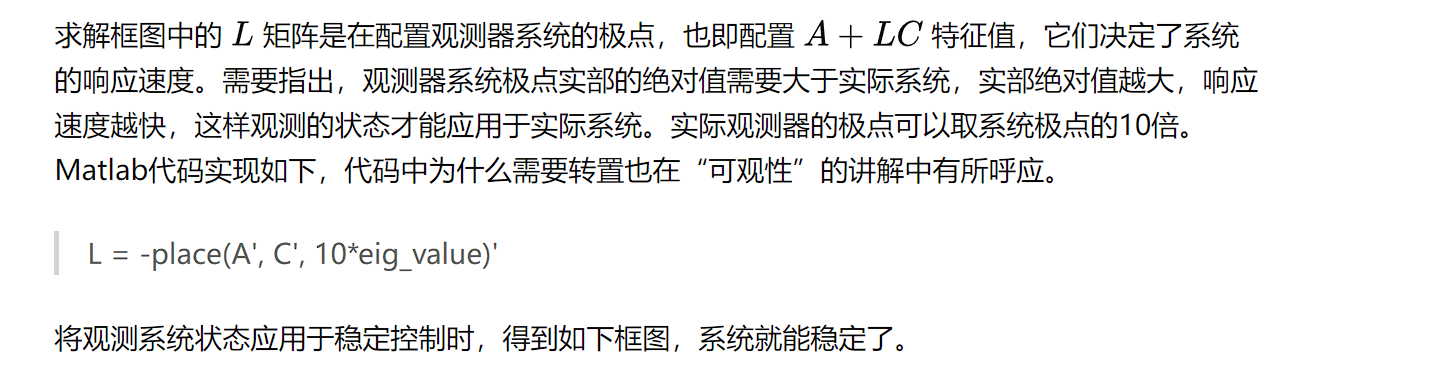 求解框图中的 L 矩阵是在配置观测器系统的极点，也即配置 A + LC 特征值，它们决定了系统
的响应速度。需要指出，观测器系统极点实部的绝对值需要大于实际系统，实部绝对值越大，响应
速度越快，这样观测的状态才能应用于实际系统。实际观测器的极点可以取系统极点的10倍。
Matlab代码实现如下，代码中为什么需要转置也在“可观性”的讲解中有所呼应。
L = -place(A', C', 10*eig_value)'
将观测系统状态应用于稳定控制时，得到如下框图，系统就能稳定了。